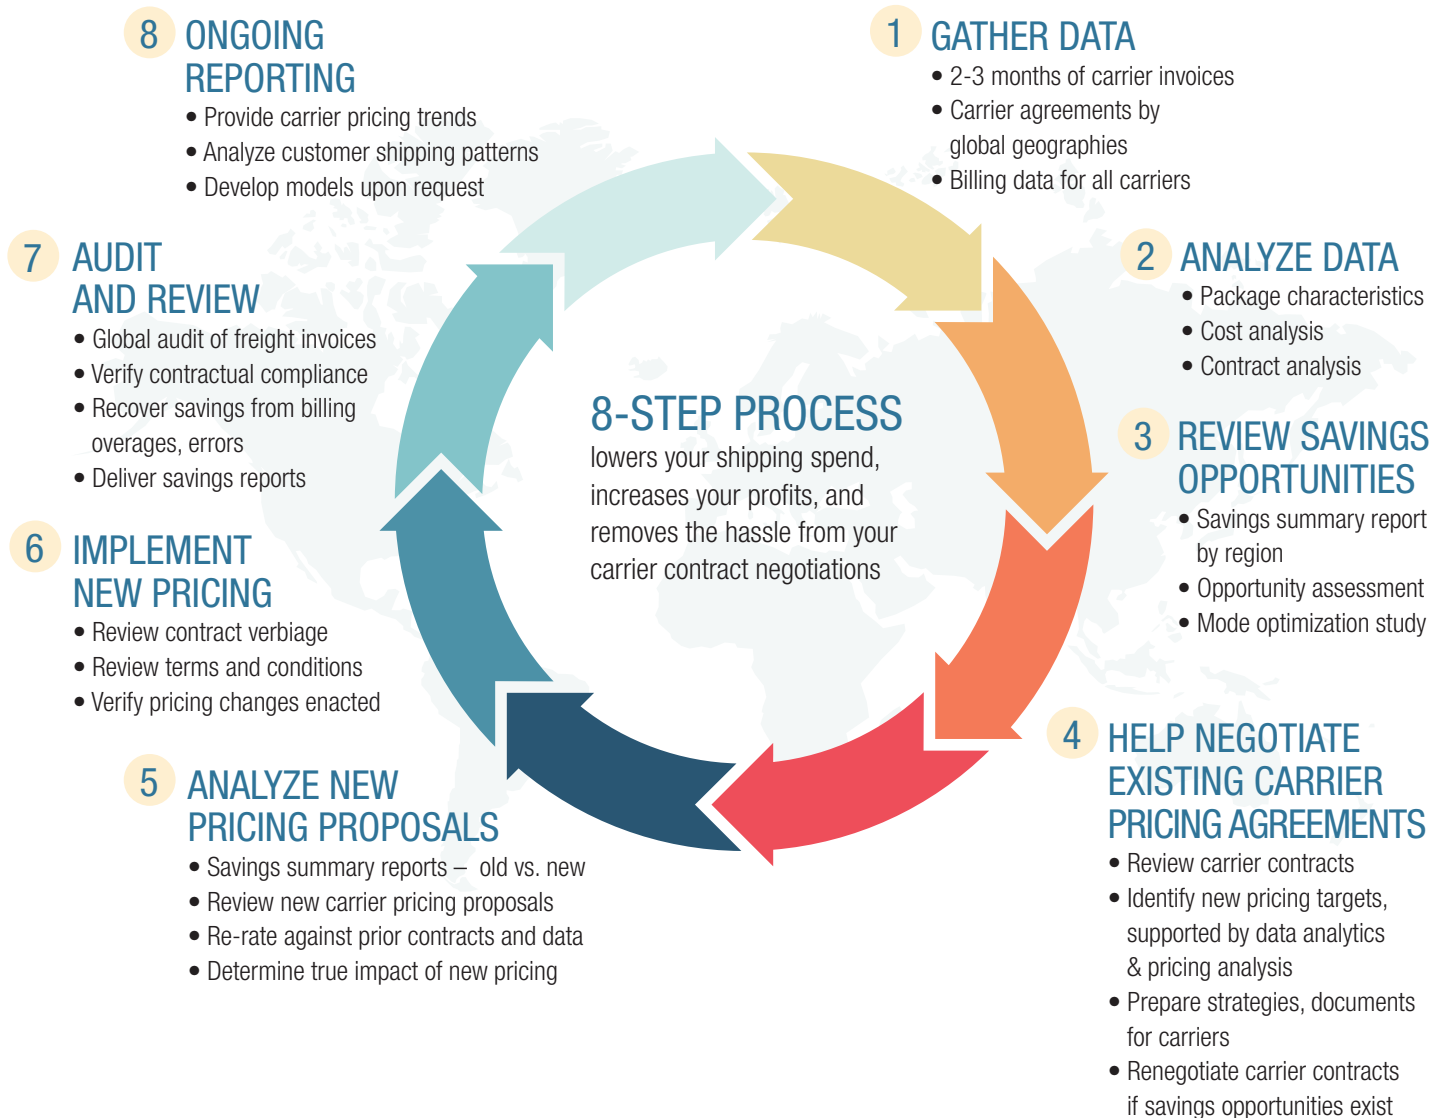 8-STEP PROCESS
lowers your shipping spend,
increases your profits, and
removes the hassle from your
carrier contract negotiations
1 GATHER DATA
• 2-3 months of carrier invoices
• Carrier agreements by
global geographies
• Billing data for all carriers
2 ANALYZE DATA
• Package characteristics
• Cost analysis
• Contract analysis
3 REVIEW SAVINGS
OPPORTUNITIES
• Savings summary report
by region
• Opportunity assessment
• Mode optimization study
4 HELP NEGOTIATE
EXISTING CARRIER
PRICING AGREEMENTS
• Review carrier contracts
• Identify new pricing targets,
supported by data analytics
& pricing analysis
• Prepare strategies, documents
for carriers
• Renegotiate carrier contracts
if savings opportunities exist
5 ANALYZE NEW
PRICING PROPOSALS
• Savings summary reports – old vs. new
• Review new carrier pricing proposals
• Re-rate against prior contracts and data
• Determine true impact of new pricing
6 IMPLEMENT
NEW PRICING
• Review contract verbiage
• Review terms and conditions
• Verify pricing changes enacted
7 AUDIT
AND REVIEW
• Global audit of freight invoices
• Verify contractual compliance
• Recover savings from billing
overages, errors
• Deliver savings reports
8 ONGOING
REPORTING
• Provide carrier pricing trends
• Analyze customer shipping patterns
• Develop models upon request